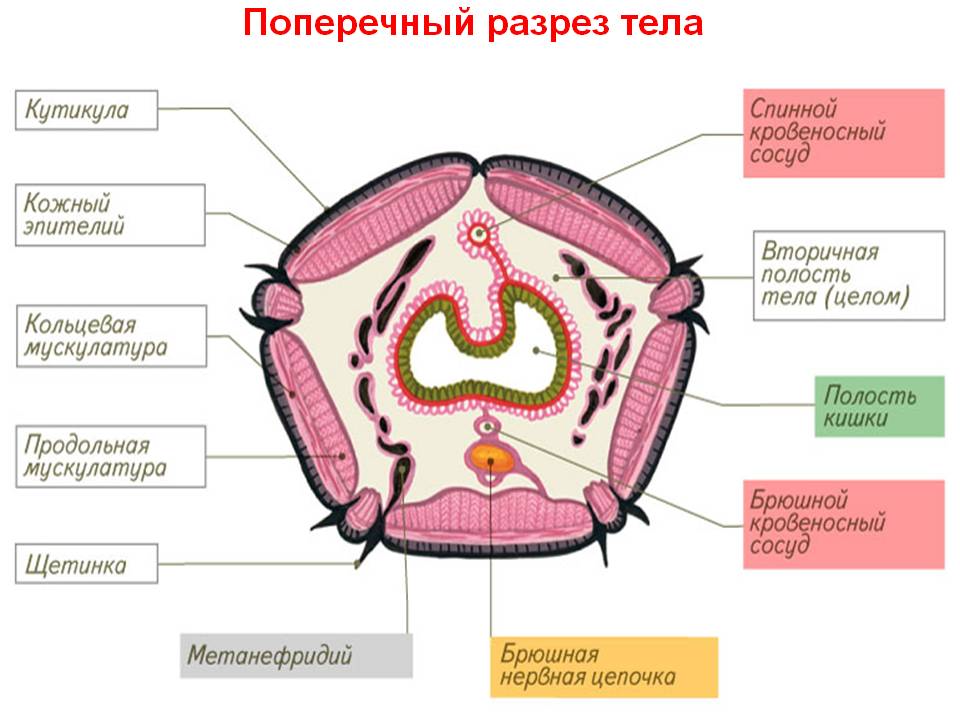 Поперечный разрез тела
Кутикула
Кожный
эпителий
Кольцевая
мускулатура
Продольная
мускулатура
Щетинка
Метанефридий
Брюшная
нервная цепочка
Спинной
кровеносный
сосуд
Вторичная
полость
тела (целом)
Полость
кишки
Брюшной
кровеносный
сосуд